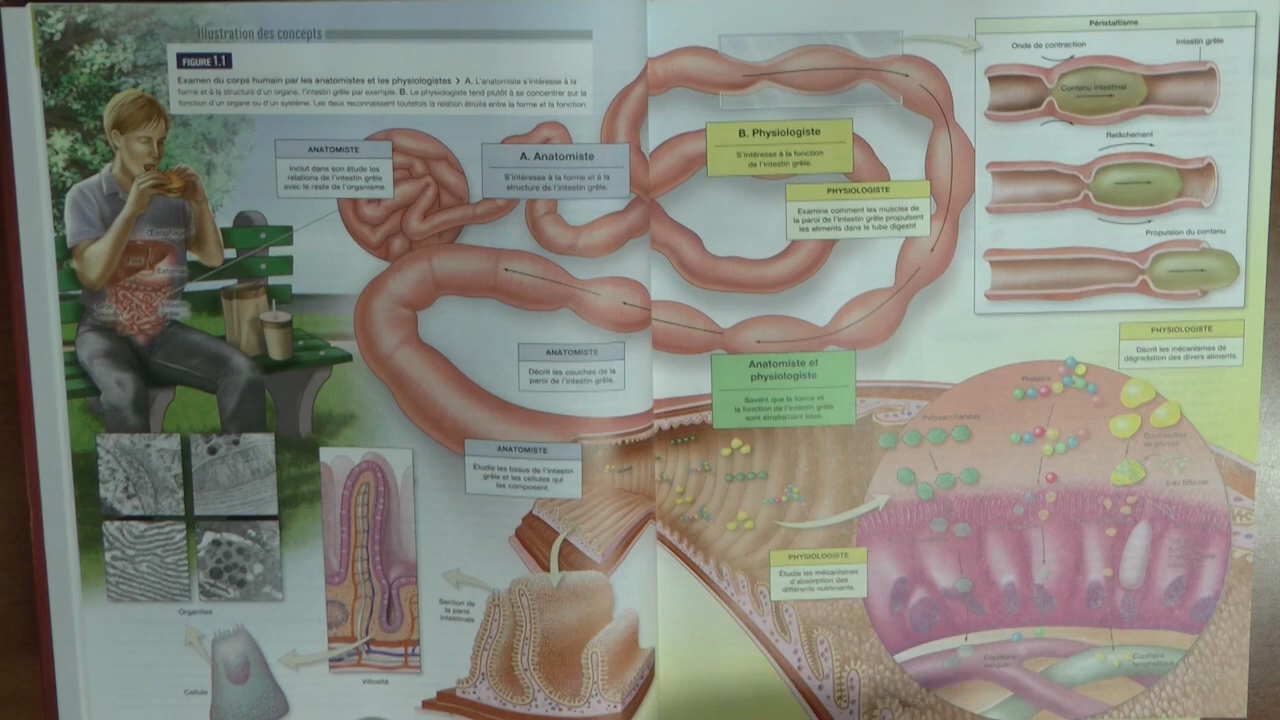 Illustration des concepts
FIGURE 1.1
Examen du corps humain par les anatomistes et les physiologistes > A. L'anatomiste s'intéresse à la
forme et à la structure d'un organe, l'intestin grêle par exemple. B. Le physiologiste tend plutôt à se concentrer sur la
fonction d'un organe ou d'un système. Les deux reconnaissent toutefois la relation étroite entre la forme et la fonction.
ANATOMISTE
Inclut dans son étude les
relations de l'intestin grêle
avec le reste de l'organisme.
A. Anatomiste
S'intéresse à la forme et à la
structure de l'intestin grêle.
Œsophage
Foie
Estomac
ANATOMISTE
Décrit les couches de la
paroi de l'intestin grêle.
ANATOMISTE
Étudie les tissus de l'intestin
grêle et les cellules qui
les composent.
Organites
Cellule
Villosité
Section de
la paroi
intestinale
B. Physiologiste
S'intéresse à la fonction
de l'intestin grêle.
PHYSIOLOGISTE
Examine comment les muscles de
la paroi de l'intestin grêle propulsent
les aliments dans le tube digestif.
Péristaltisme
Onde de contraction
Intestin grêle
Contenu intestinal
Relâchement
Propulsion du contenu
Anatomiste et
physiologiste
Savent que la forme et
la fonction de l'intestin grêle
sont étroitement liées.
PHYSIOLOGISTE
Décrit les mécanismes de
dégradation des divers aliments.
Polysaccharides
PHYSIOLOGISTE
Étudie les mécanismes
d'absorption des
différents nutriments.
Capillaire
Capillaire
lymphatique